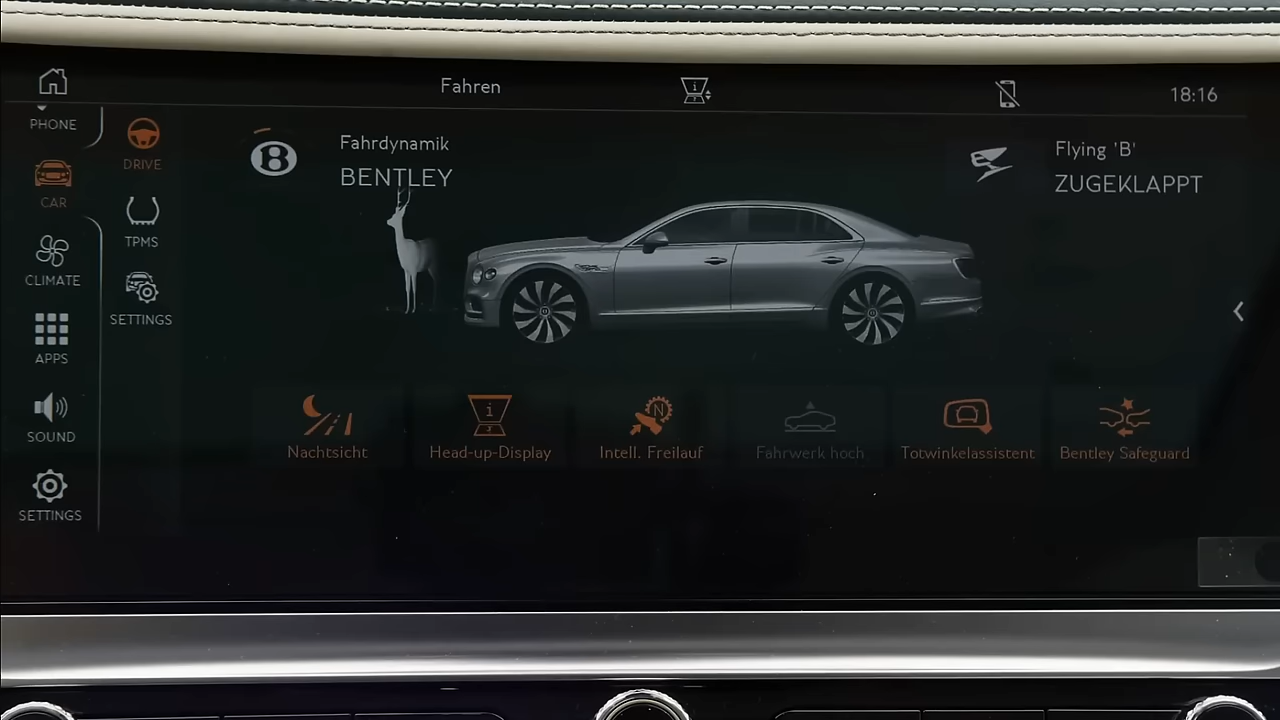 Fahren
18:16
PHONE
CAR
CLIMATE
APPS
SOUND
SETTINGS
DRIVE
TPMS
SETTINGS
B
Fahrdynamik
BENTLEY
Flying 'B'
ZUGEKLAPPT
Nachtsicht
i
Head-up-Display
N
Intell. Freilauf
Fahrwerk hoch
Totwinkelassistent
Bentley Safeguard